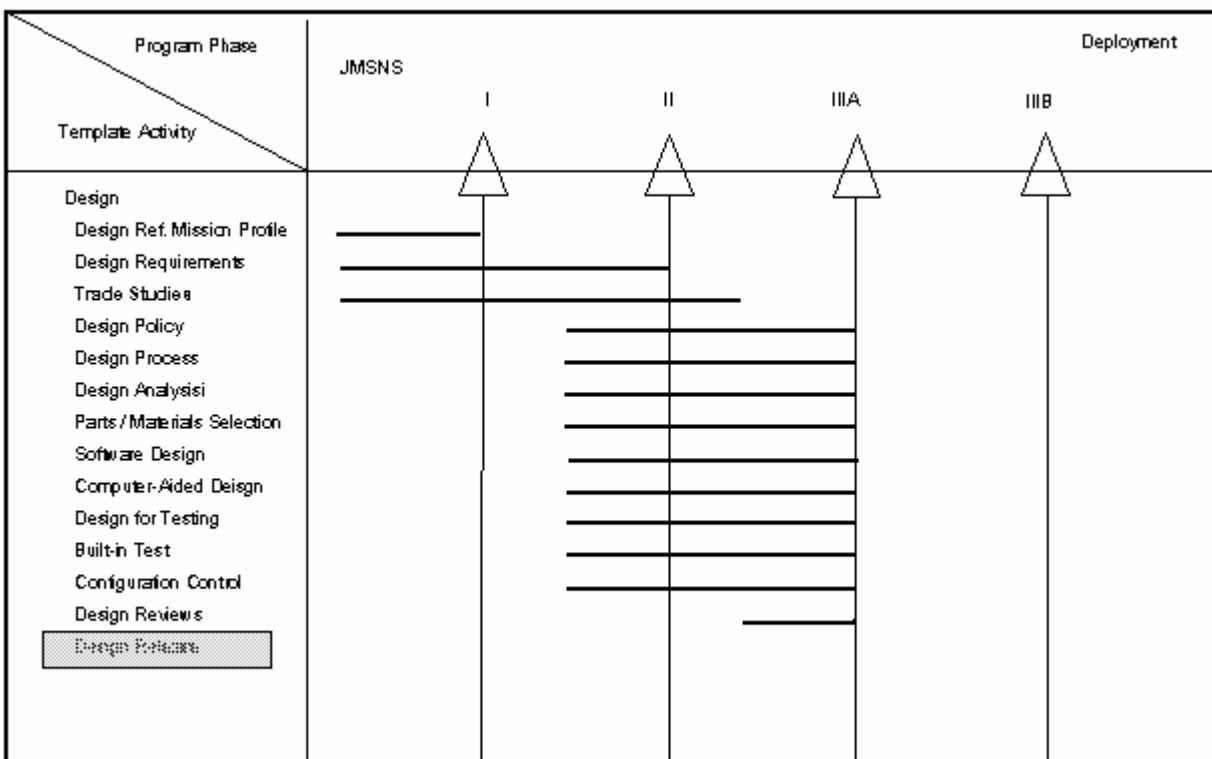 Program Phase
Deployment
JMSNS
I
II
IIIA
IIIB
Template Activity
Design
Design Ref. Mission Profile
Design Requirements
Trade Studies
Design Policy
Design Process
Design Analysisi
Parts / Materials Selection
Software Design
Computer-Aided Deisgn
Design for Testing
Built-in Test
Configuration Control
Design Reviews
Design Release